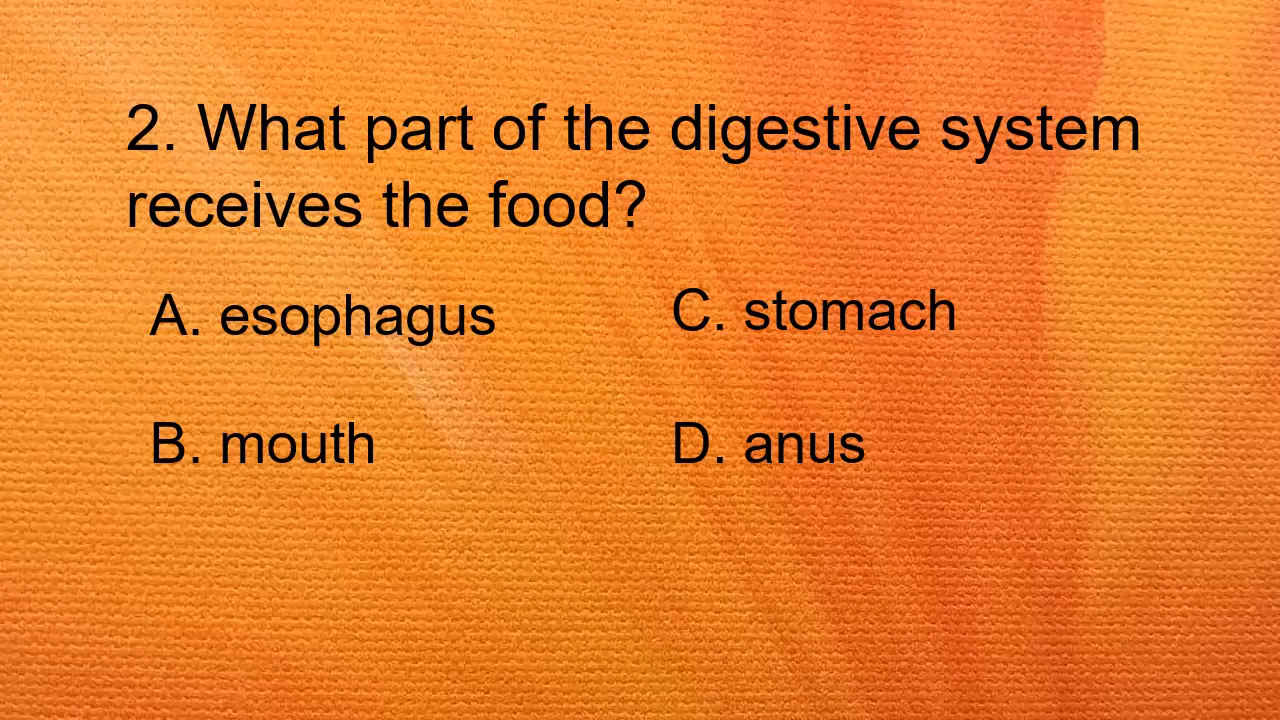 2. What part of the digestive system
receives the food?
A. esophagus
C. stomach
B. mouth
D. anus